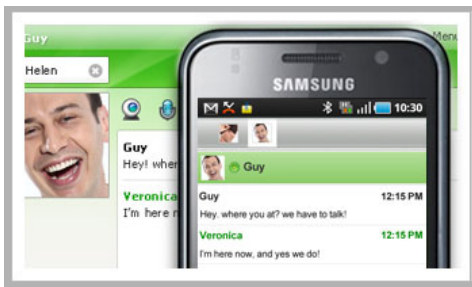 Guy
Menu
Helen
Guy
Hey! wher
Veronica
I'm here n
SAMSUNG
10:30
Guy
Guy 12:15 PM
Hey. where you at? we have to talk!
Veronica 12:15 PM
I'm here now, and yes we do!